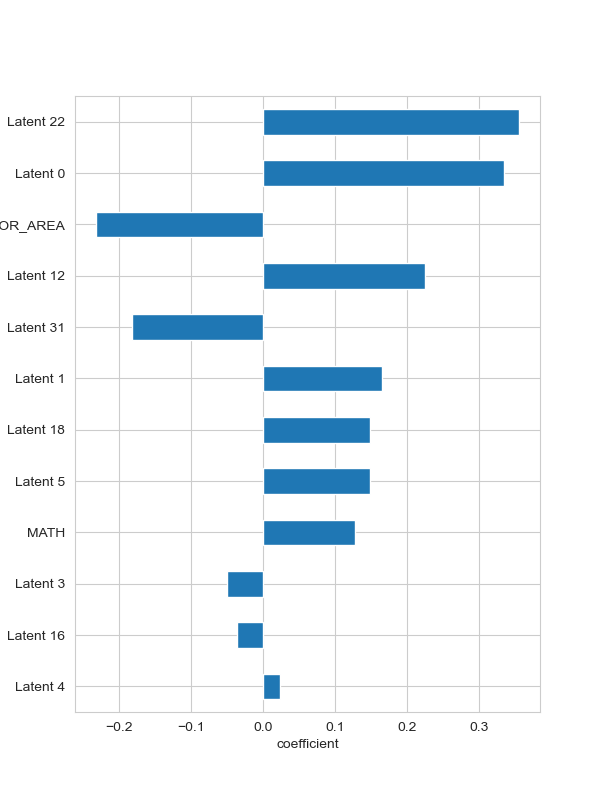 Latent 22
Latent 0
OR_AREA
Latent 12
Latent 31
Latent 1
Latent 18
Latent 5
MATH
Latent 3
Latent 16
Latent 4
−0.2 −0.1 0.0 0.1 0.2 0.3
coefficient